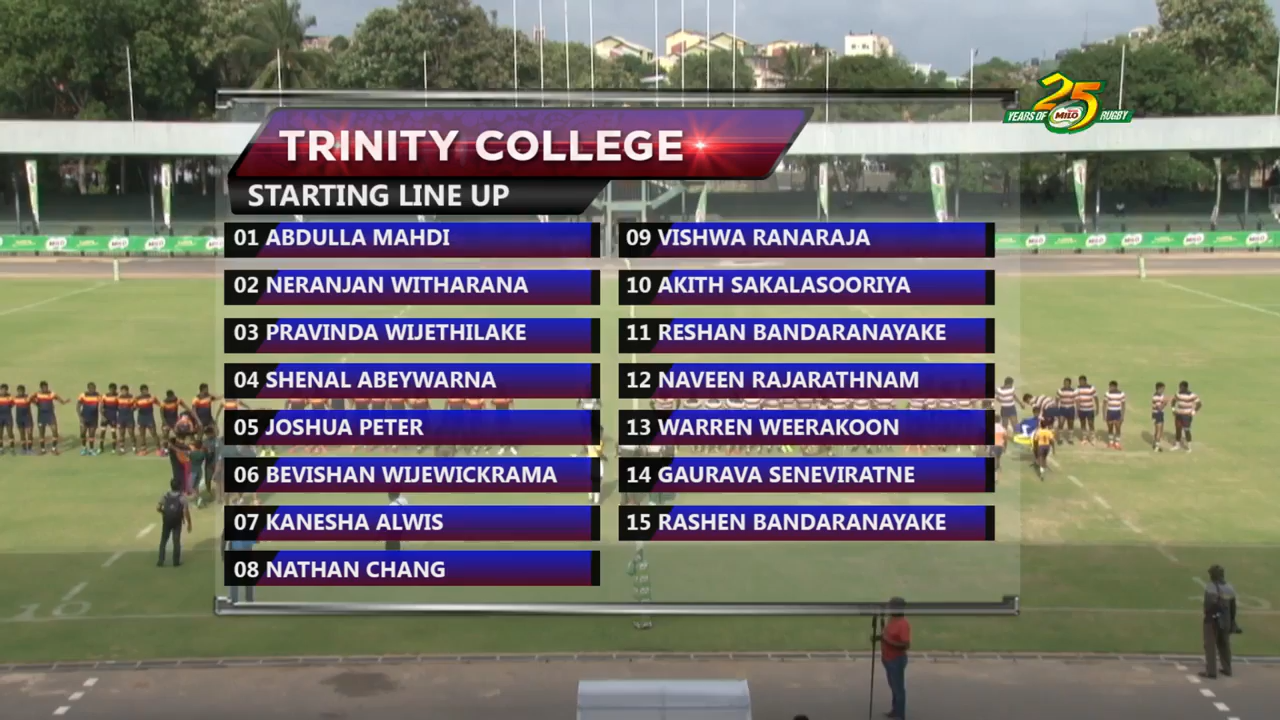 TRINITY COLLEGE
STARTING LINE UP
01 ABDULLA MAHDI
02 NERANJAN WITHARANA
03 PRAVINDA WIJETHILAKE
04 SHENAL ABEYWARNA
05 JOSHUA PETER
06 BEVISHAN WIJEWICKRAMA
07 KANESHA ALWIS
08 NATHAN CHANG
09 VISHWA RANARAJA
10 AKITH SAKALASOORIYA
11 RESHAN BANDARANAYAKE
12 NAVEEN RAJARATHNAM
13 WARREN WEERAKOON
14 GAURAVA SENEVIRATNE
15 RASHEN BANDARANAYAKE
25
YEARS OF MILO RUGBY
10